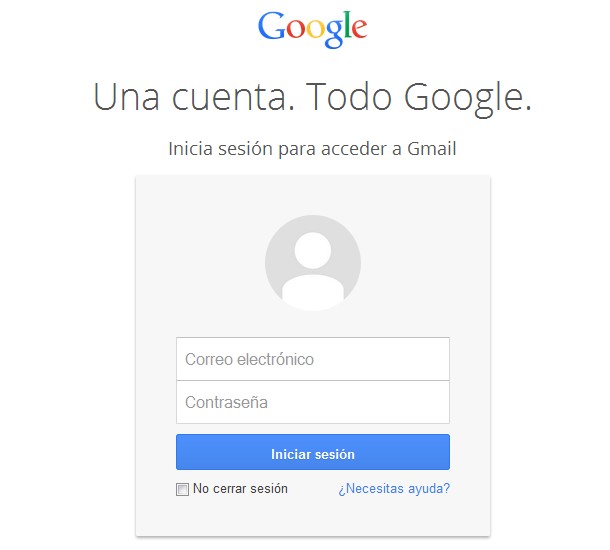 Google
Una cuenta. Todo Google.
Inicia sesión para acceder a Gmail
Correo electrónico
Contraseña
Iniciar sesión
No cerrar sesión ¿Necesitas ayuda?